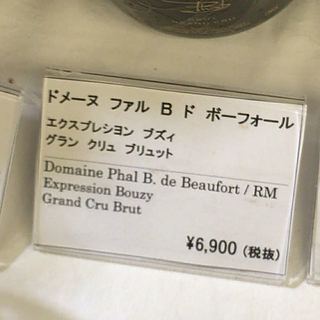 ドメーヌ ファル B ド ボーフォール
エクスプレシヨン ブズィ
グラン クリュ ブリュット
Domaine Phal B. de Beaufort / RM
Expression Bouzy
Grand Cru Brut
¥6,900 (税抜)